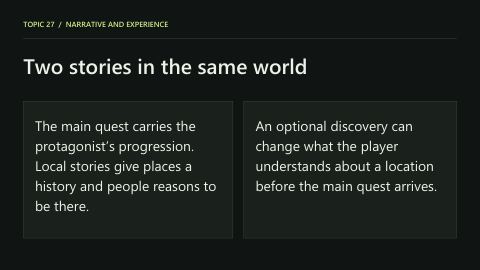 TOPIC 27 / NARRATIVE AND EXPERIENCE
Two stories in the same world
The main quest carries the
protagonist's progression.
Local stories give places a
history and people reasons to
be there.
An optional discovery can
change what the player
understands about a location
before the main quest arrives.